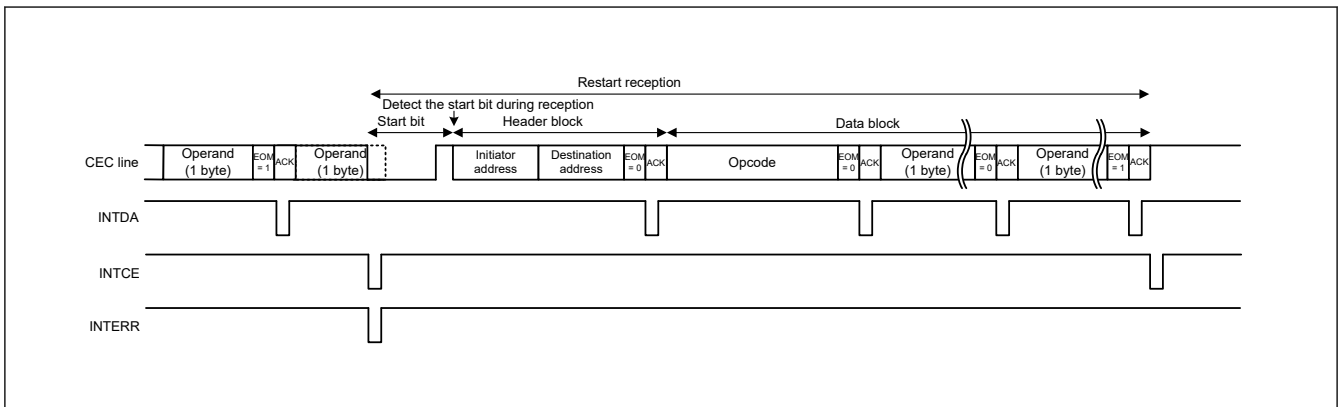 Restart reception
Detect the start bit during reception
Start bit
Header block
Data block
CEC line
Operand
(1 byte)
EOM
= 1
ACK
Operand
(1 byte)
Initiator
address
Destination
address
EOM
= 0
ACK
Opcode
EOM
= 0
ACK
Operand
(1 byte)
EOM
= 0
ACK
Operand
(1 byte)
EOM
= 1
ACK
INTDA
INTCE
INTERR